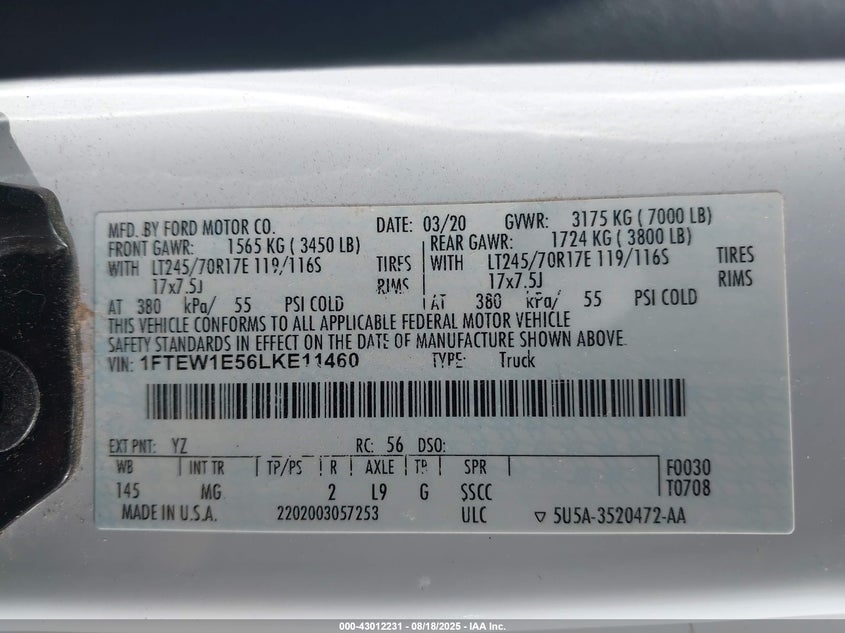 MFD. BY FORD MOTOR CO. DATE: 03/20 GVWR: 3175 KG ( 7000 LB)
FRONT GAWR: 1565 KG ( 3450 LB) REAR GAWR: 1724 KG ( 3800 LB)
WITH LT245/70R17E 119/116S TIRES WITH LT245/70R17E 119/116S TIRES
17x7.5J RIMS 17x7.5J RIMS
AT 380 kPa/ 55 PSI COLD AT 380 kPa/ 55 PSI COLD
THIS VEHICLE CONFORMS TO ALL APPLICABLE FEDERAL MOTOR VEHICLE
SAFETY STANDARDS IN EFFECT ON THE DATE OF MANUFACTURE SHOWN ABOVE.
VIN: 1FTEW1E56LKE11460 TYPE: Truck
EXT PNT: YZ RC: 56 DSO:
WB INT TR TP/PS R AXLE TR SPR F0030
145 MG 2 L9 G SSCC T0708
MADE IN U.S.A. 2202003057253 ULC ▽ 5U5A-3520472-AA
000-43012231 - 08/18/2025 - IAA Inc.